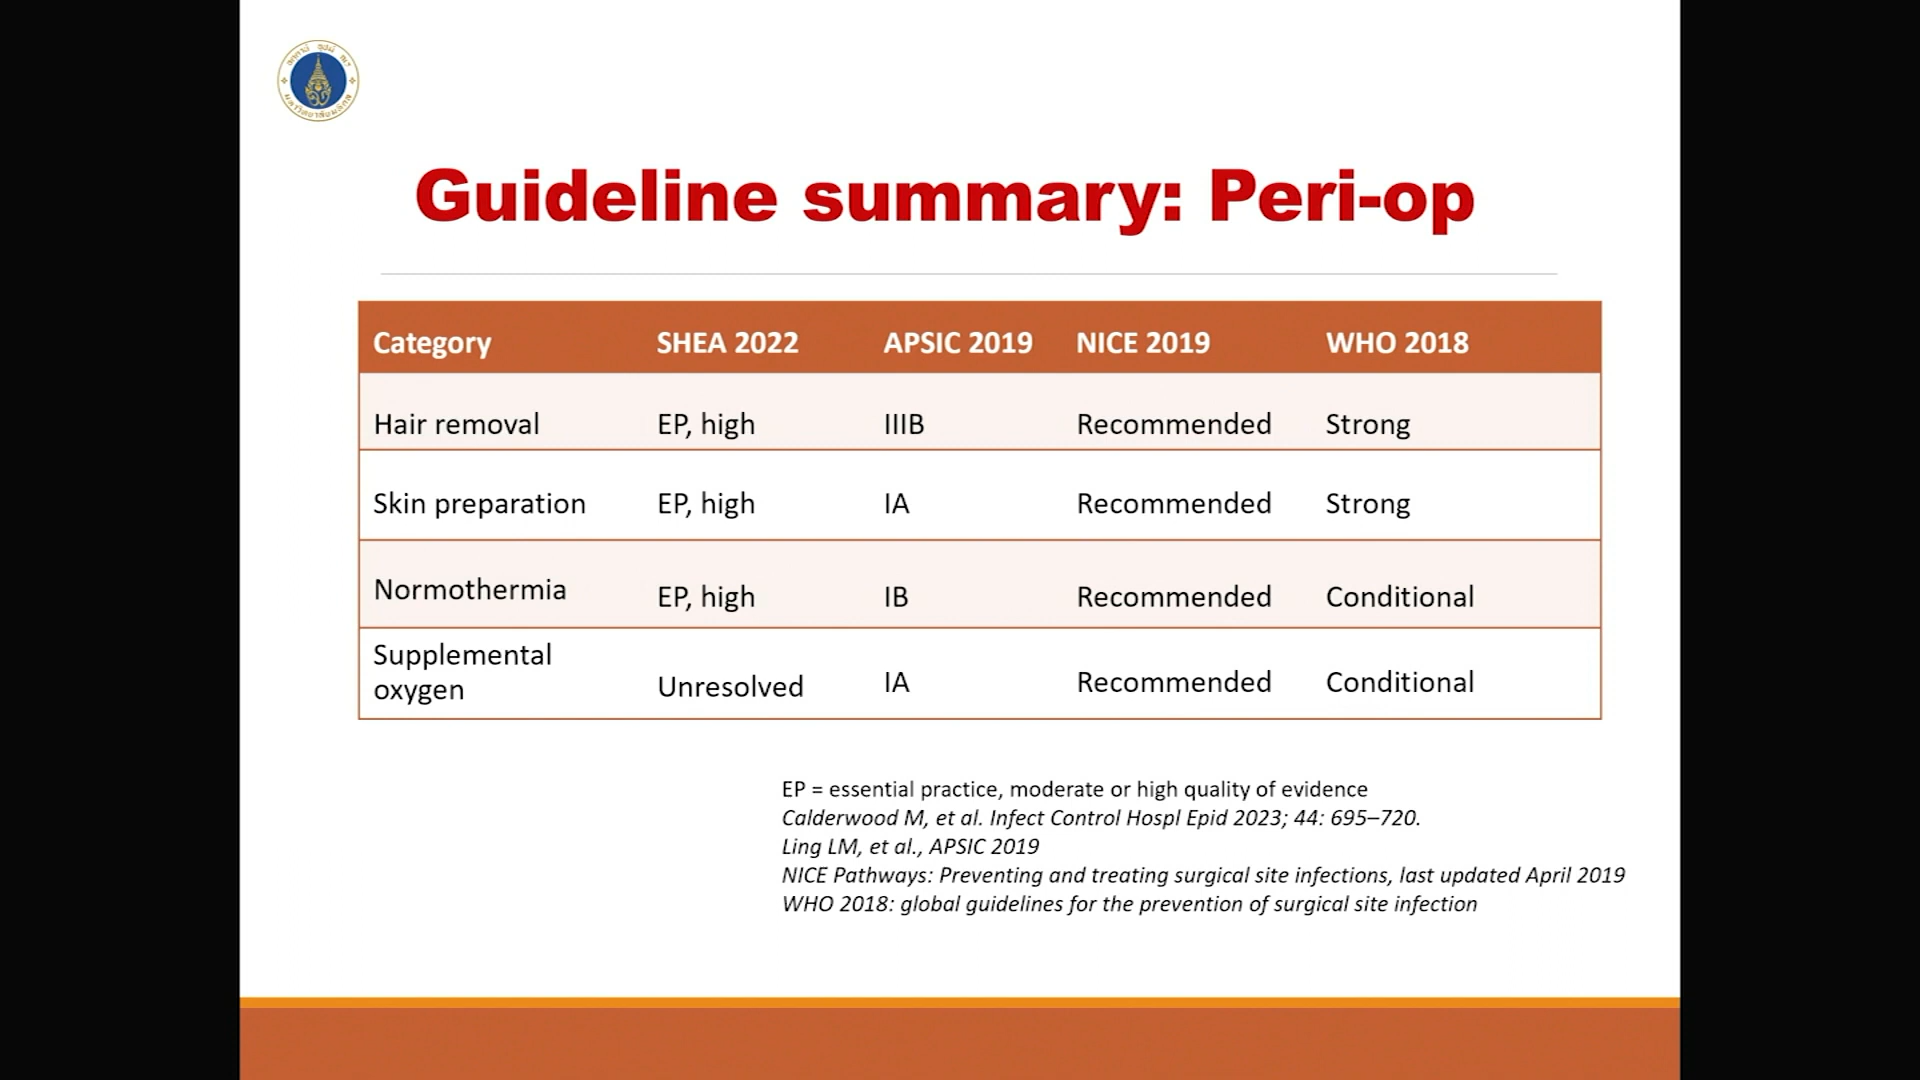 Guideline summary: Peri-op
Category SHEA 2022 APSIC 2019 NICE 2019 WHO 2018
Hair removal EP, high IIIB Recommended Strong
Skin preparation EP, high IA Recommended Strong
Normothermia EP, high IB Recommended Conditional
Supplemental
oxygen Unresolved IA Recommended Conditional
EP = essential practice, moderate or high quality of evidence
Calderwood M, et al. Infect Control Hospl Epid 2023; 44: 695–720.
Ling LM, et al., APSIC 2019
NICE Pathways: Preventing and treating surgical site infections, last updated April 2019
WHO 2018: global guidelines for the prevention of surgical site infection